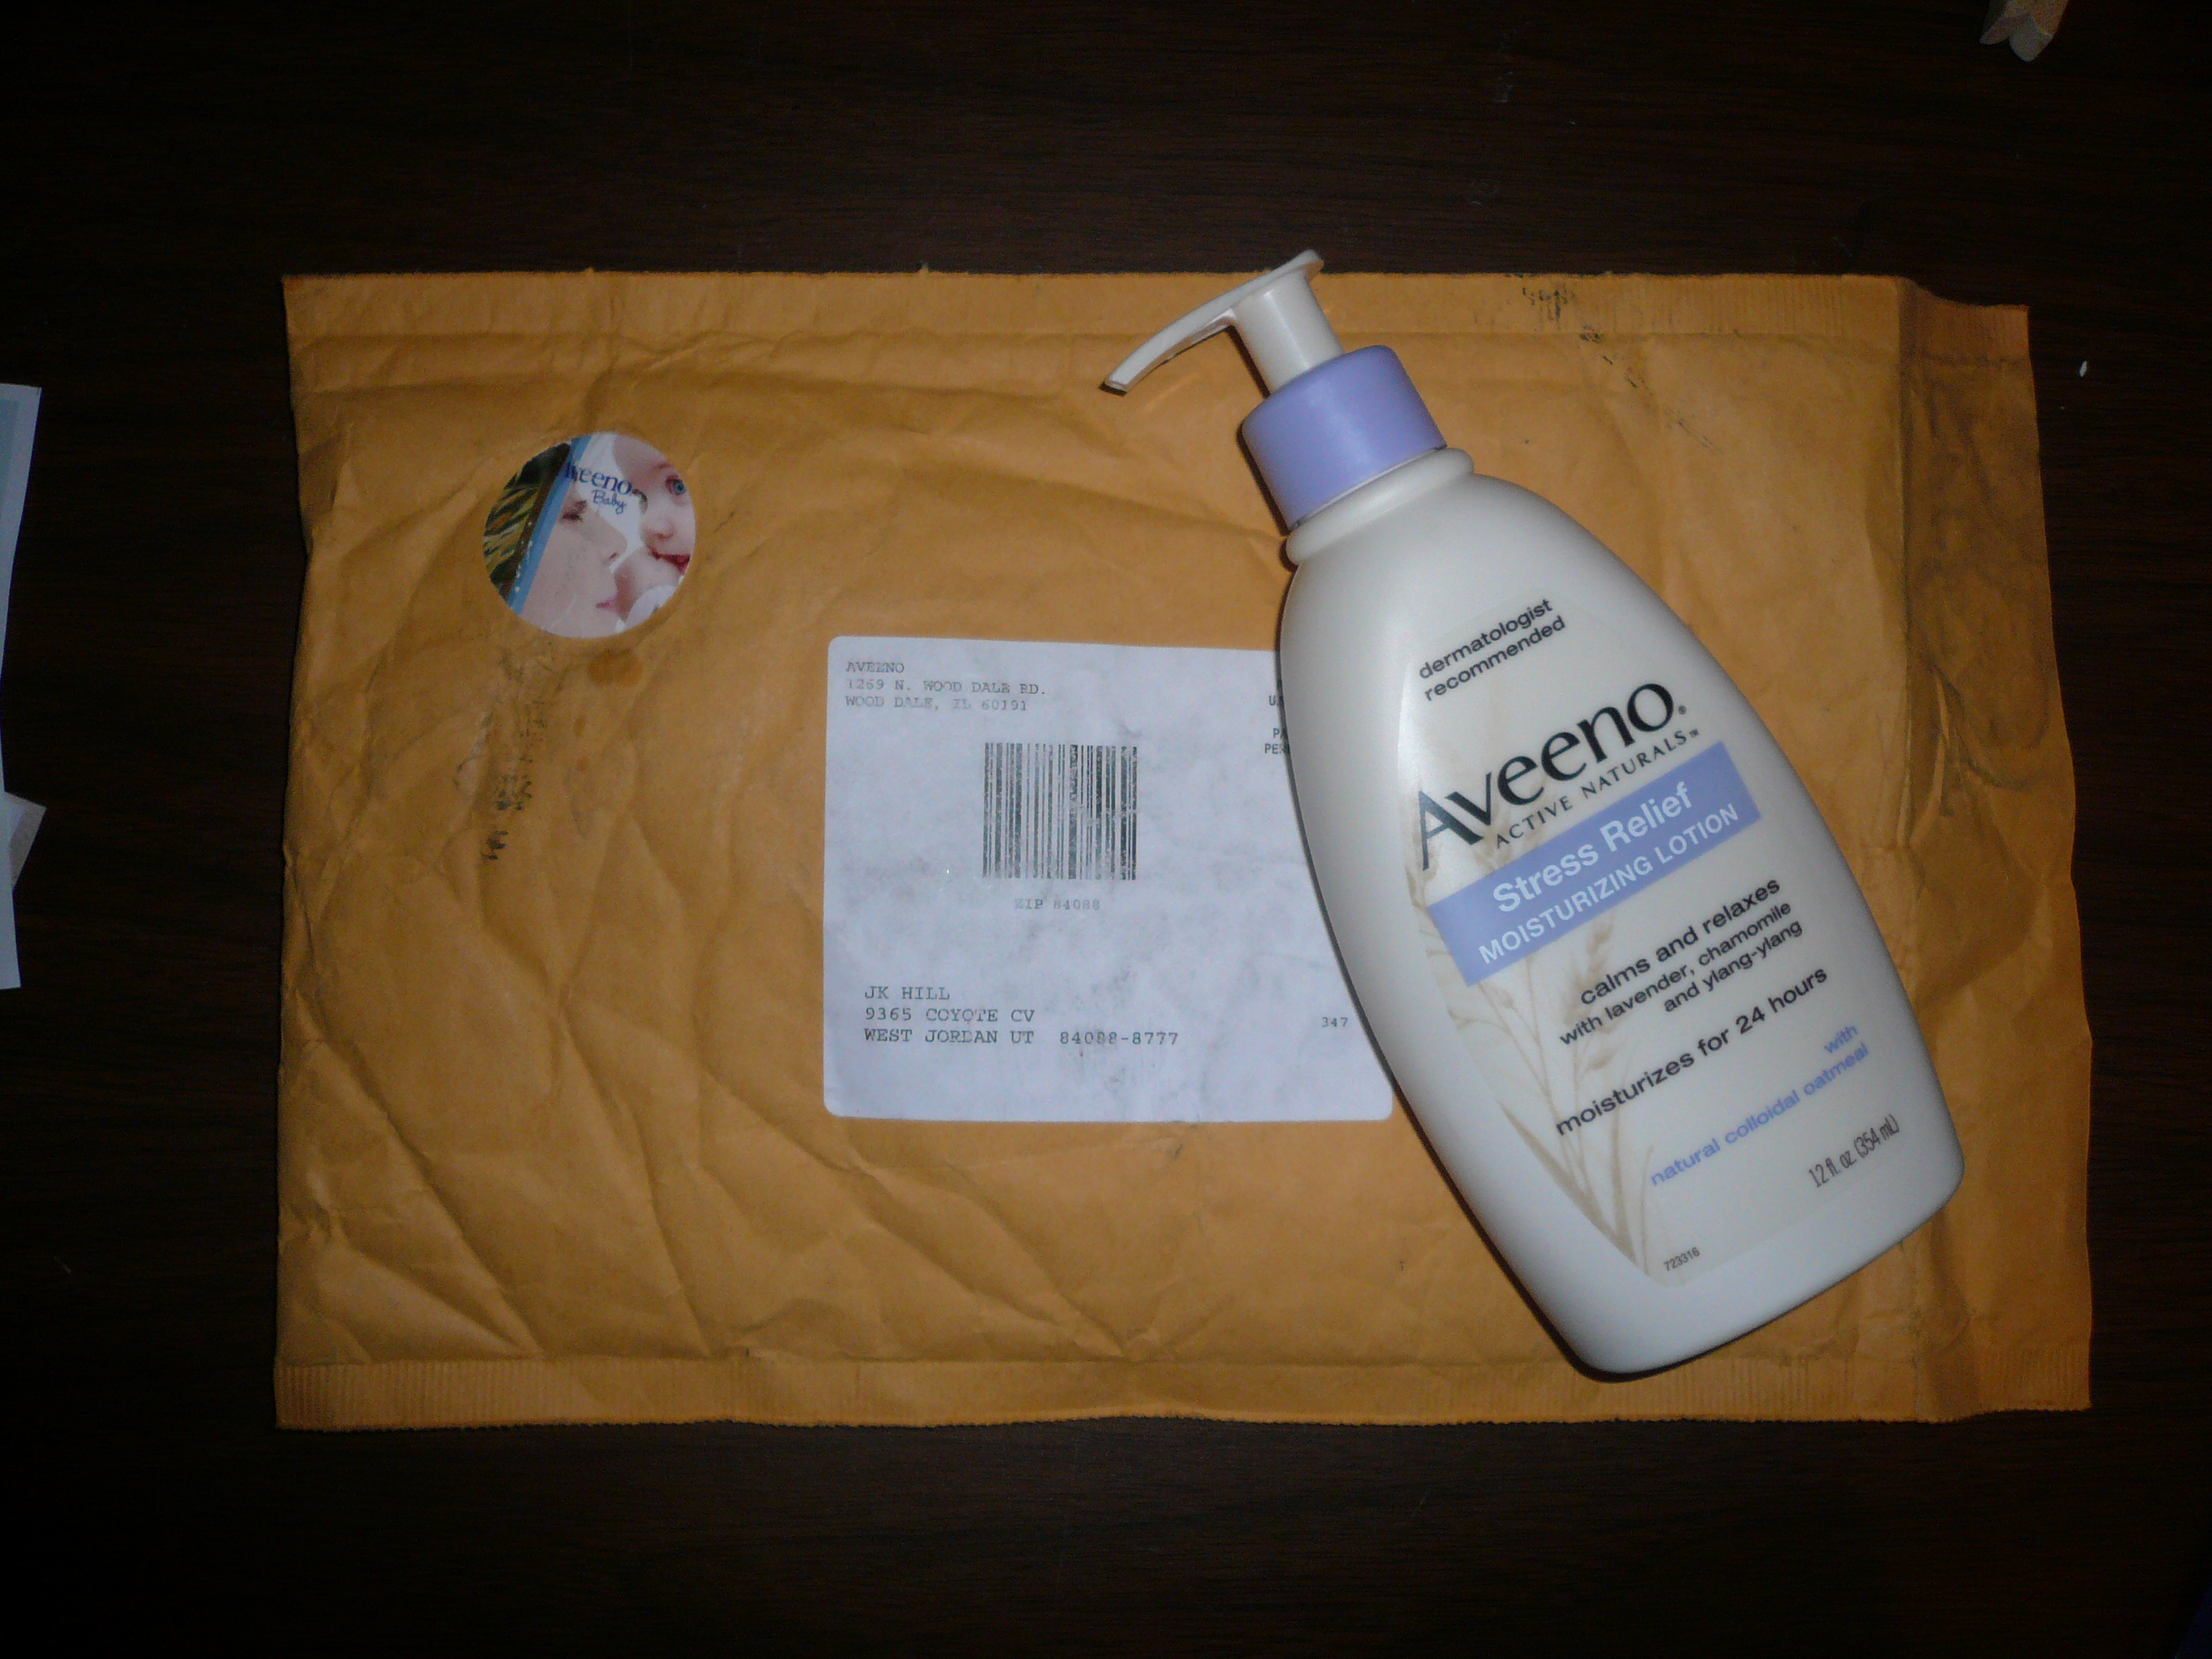 Aveeno
Baby
AVEENO
1269 N. WOOD DALE RD.
WOOD DALE, IL 60191
ZIP 84088
JK HILL
9365 COYOTE CV
WEST JORDAN UT 84088-8777
347
dermatologist
recommended
Aveeno®
ACTIVE NATURALS™
Stress Relief
MOISTURIZING LOTION
calms and relaxes
with lavender, chamomile
and ylang-ylang
moisturizes for 24 hours
with
natural colloidal oatmeal
12 fl. oz. (354 mL)
723316